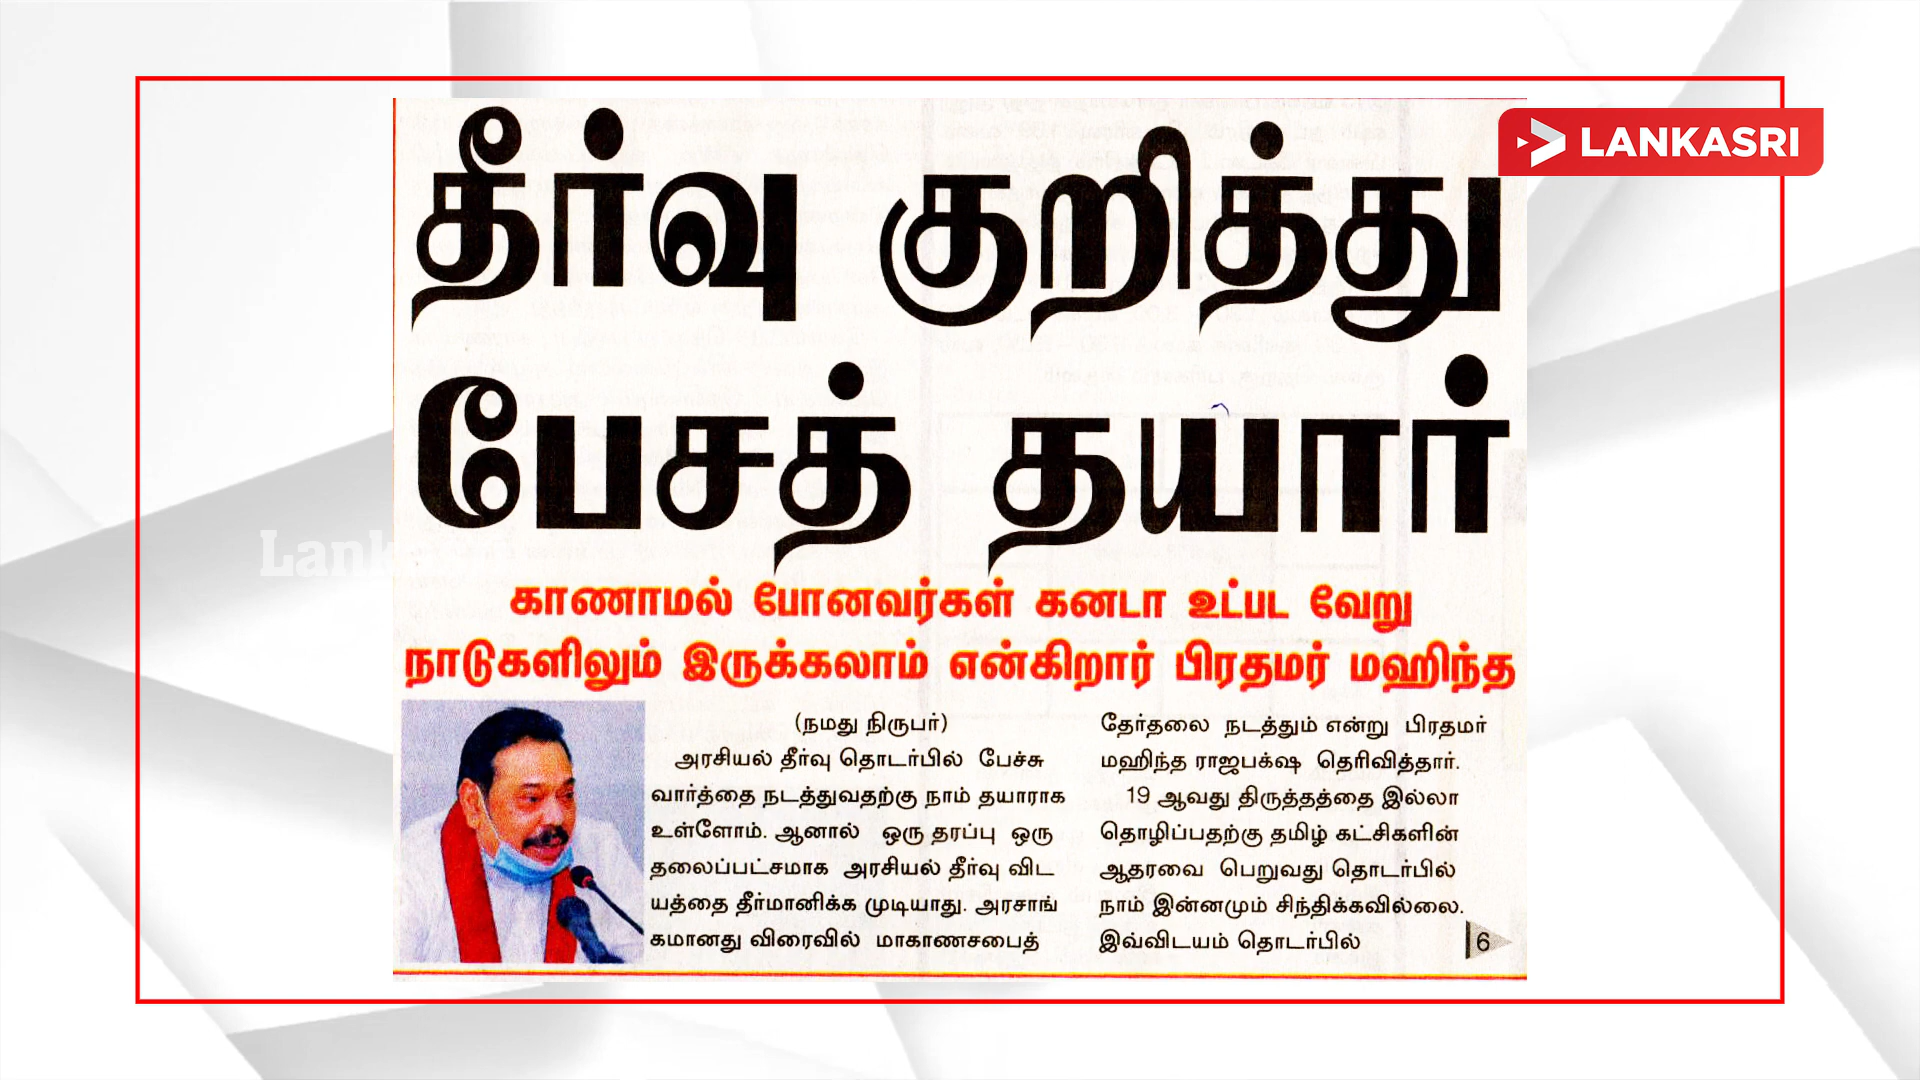 LANKASRI
தீர்வு குறித்து
பேசத் தயார்
காணாமல் போனவர்கள் கனடா உட்பட வேறு
நாடுகளிலும் இருக்கலாம் என்கிறார் பிரதமர் மஹிந்த
(நமது நிருபர்)
அரசியல் தீர்வு தொடர்பில் பேச்சு
வார்த்தை நடத்துவதற்கு நாம் தயாராக
உள்ளோம். ஆனால் ஒரு தரப்பு ஒரு
தலைப்பட்சமாக அரசியல் தீர்வு விட
யத்தை தீர்மானிக்க முடியாது. அரசாங்
கமானது விரைவில் மாகாணசபைத்
தேர்தலை நடத்தும் என்று பிரதமர்
மஹிந்த ராஜபக்ஷ தெரிவித்தார்.
19 ஆவது திருத்தத்தை இல்லா
தொழிப்பதற்கு தமிழ் கட்சிகளின்
ஆதரவை பெறுவது தொடர்பில்
நாம் இன்னமும் சிந்திக்கவில்லை.
இவ்விடயம் தொடர்பில்
6